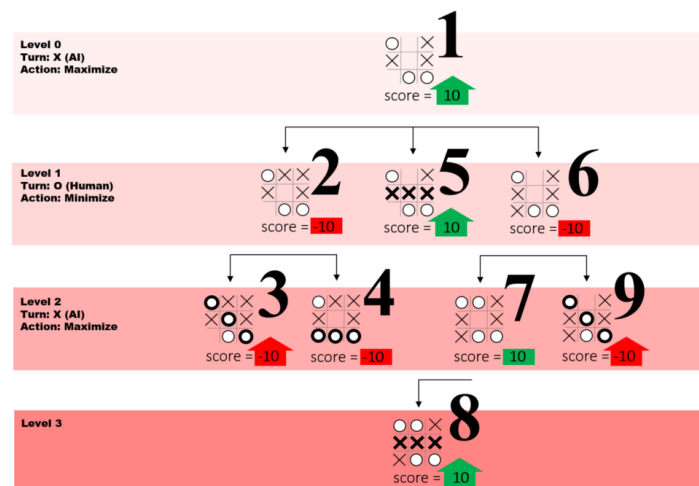 Level 0
Turn: X (AI)
Action: Maximize
1
score = 10
Level 1
Turn: O (Human)
Action: Minimize
2
score = -10
5
score = 10
6
score = -10
Level 2
Turn: X (AI)
Action: Maximize
3
score = -10
4
score = -10
7
score = 10
9
score = -10
Level 3
8
score = 10